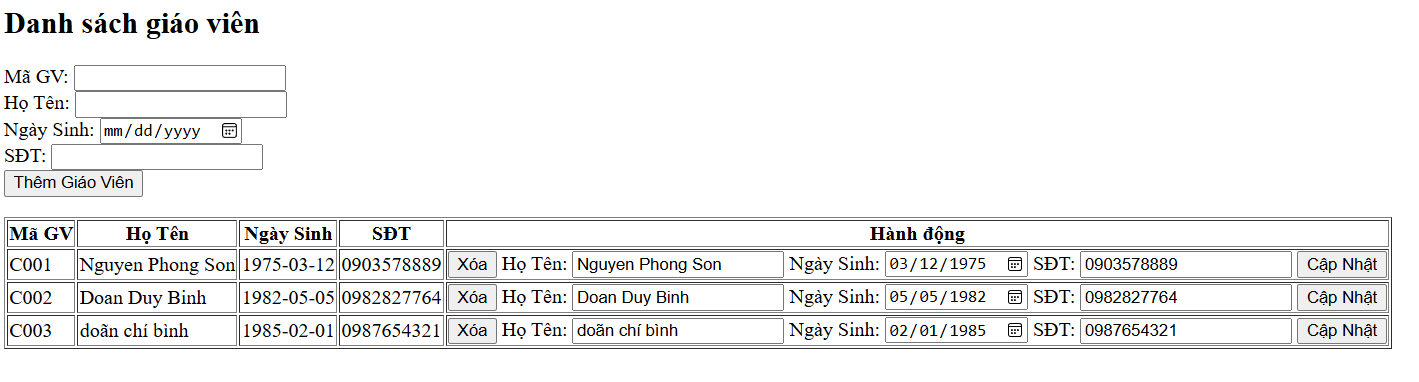 Danh sách giáo viên
Mã GV:
Họ Tên:
Ngày Sinh: mm/dd/yyyy
SĐT:
Thêm Giáo Viên
Mã GV Họ Tên Ngày Sinh SĐT Hành động
C001 Nguyen Phong Son 1975-03-12 0903578889 Xóa Họ Tên: Nguyen Phong Son Ngày Sinh: 03/12/1975 SĐT: 0903578889 Cập Nhật
C002 Doan Duy Binh 1982-05-05 0982827764 Xóa Họ Tên: Doan Duy Binh Ngày Sinh: 05/05/1982 SĐT: 0982827764 Cập Nhật
C003 doãn chí bình 1985-02-01 0987654321 Xóa Họ Tên: doãn chí bình Ngày Sinh: 02/01/1985 SĐT: 0987654321 Cập Nhật